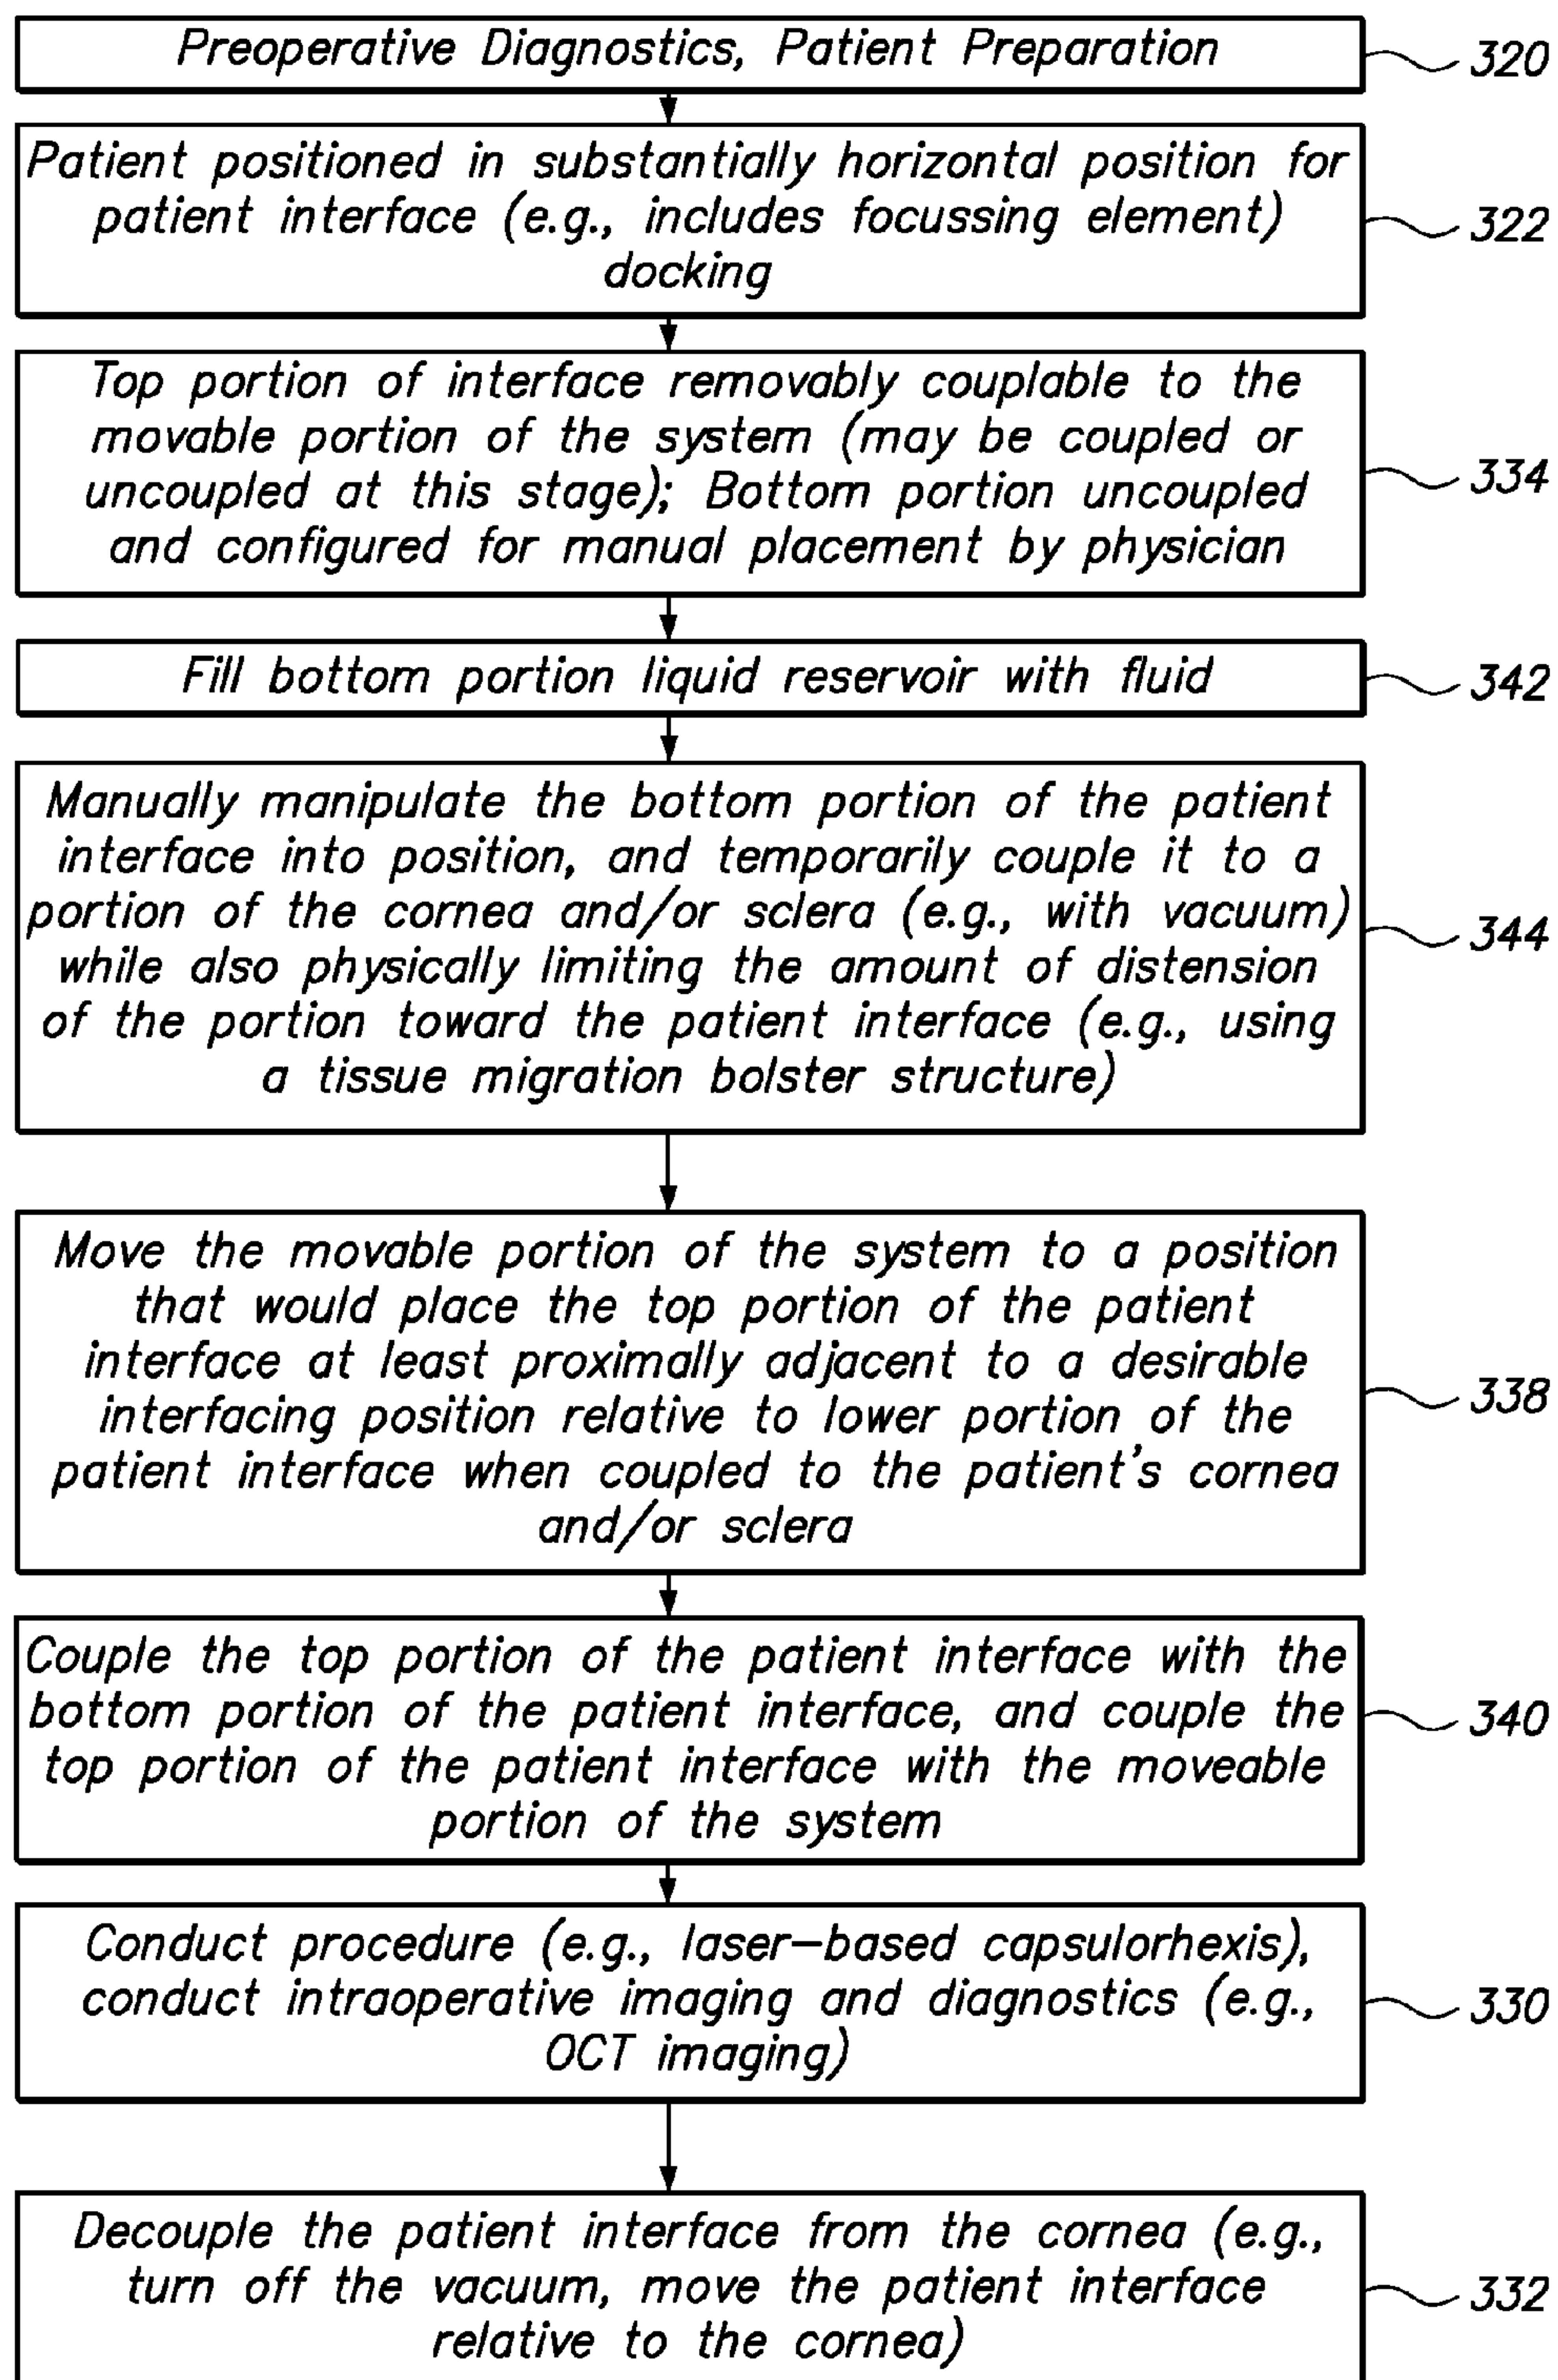 Preoperative Diagnostics, Patient Preparation
320
Patient positioned in substantially horizontal position for
patient interface (e.g., includes focussing element)
docking
322
Top portion of interface removably couplable to the
movable portion of the system (may be coupled or
uncoupled at this stage); Bottom portion uncoupled
and configured for manual placement by physician
334
Fill bottom portion liquid reservoir with fluid
342
Manually manipulate the bottom portion of the patient
interface into position, and temporarily couple it to a
portion of the cornea and/or sclera (e.g., with vacuum)
while also physically limiting the amount of distension
of the portion toward the patient interface (e.g., using
a tissue migration bolster structure)
344
Move the movable portion of the system to a position
that would place the top portion of the patient
interface at least proximally adjacent to a desirable
interfacing position relative to lower portion of the
patient interface when coupled to the patient's cornea
and/or sclera
338
Couple the top portion of the patient interface with the
bottom portion of the patient interface, and couple the
top portion of the patient interface with the moveable
portion of the system
340
Conduct procedure (e.g., laser-based capsulorhexis),
conduct intraoperative imaging and diagnostics (e.g.,
OCT imaging)
330
Decouple the patient interface from the cornea (e.g.,
turn off the vacuum, move the patient interface
relative to the cornea)
332